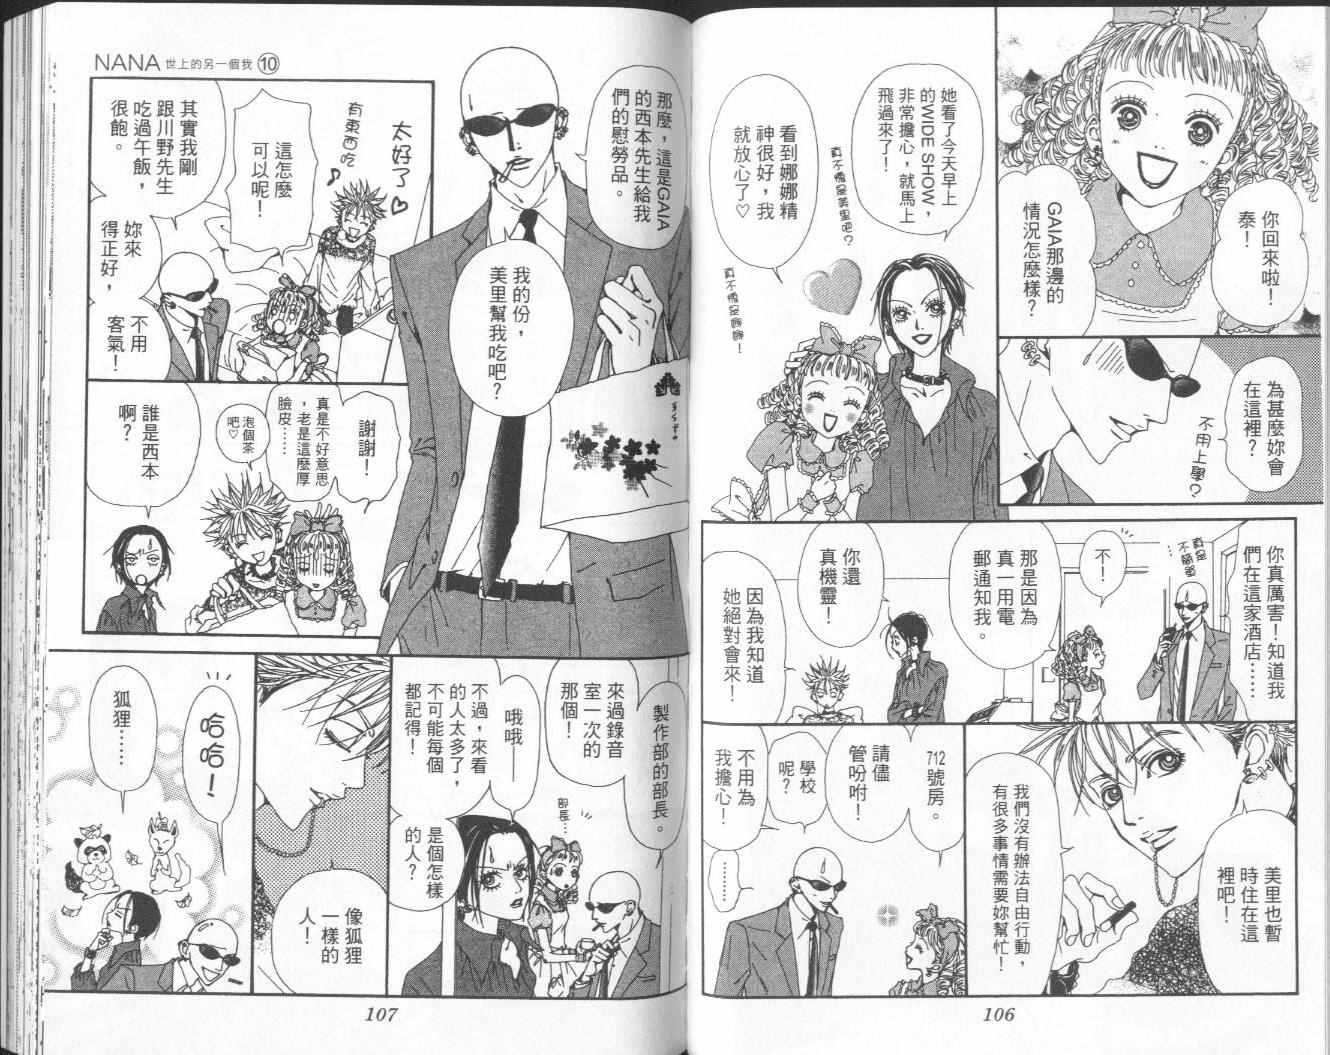 你回來啦！
泰！
GAIA那邊的
情況怎麼樣？
她看了今天早上
的WIDE SHOW，
非常擔心，就馬上
飛過來了！
真不愧是美里吧？
看到娜娜精
神很好，我
就放心了♡
為甚麼妳會
在這裡？
不用上學？
你真厲害！知道我
們在這家酒店……
真是
不簡單
…
不！
那是因為
真一用電
郵通知我。
你還
真機靈！
因為我知道
她絕對會來！
美里也暫
時住在這
裡吧！
我們沒有辦法自由行動，
有很多事情需要妳幫忙！
712
號房。
請儘
管吩咐！
學校
呢？
不用為
我擔心！
………
106
NANA 世上的另一個我 ⑩
那麼，這是GAIA
的西本先生給我
們的慰勞品。
我的份，
美里幫我吃吧？
太好了♡
有東西吃
♪
這怎麼
可以呢！
其實我剛
跟川野先生
吃過午飯，
很飽。
妳來
得正好，
不用
客氣！
謝謝！
真是不好意思
，老是這麼厚
臉皮……
泡個茶
吧♡
誰是西本
啊？
製作部的部長。
來過錄音
室一次的
那個！
部長…
哦哦——
不過，來看
的人太多了，
不可能每個
都記得！
是個怎樣
的人？
像狐狸
一樣的
人！
哈
哈！
狐狸……
107